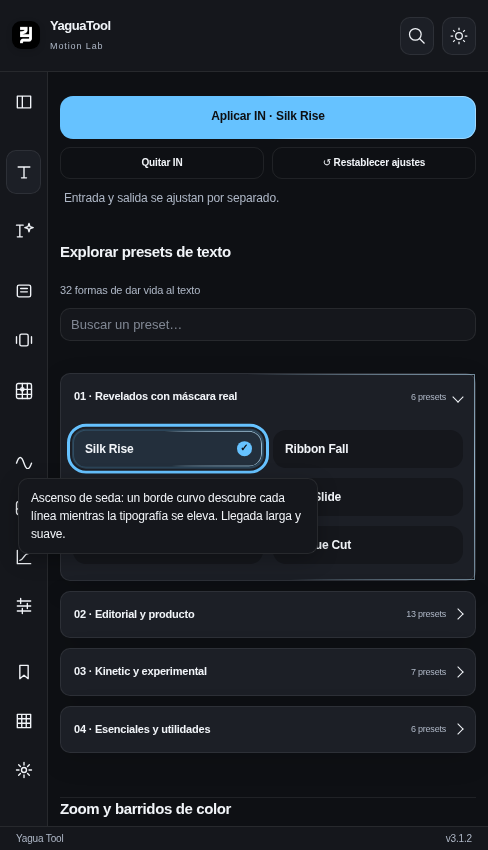 YaguaTool
Motion Lab
Aplicar IN · Silk Rise
Quitar IN
↺ Restablecer ajustes
Entrada y salida se ajustan por separado.
Explorar presets de texto
32 formas de dar vida al texto
Buscar un preset…
01 · Revelados con máscara real
6 presets
Silk Rise
Ribbon Fall
Slide
Ascenso de seda: un borde curvo descubre cada
línea mientras la tipografía se eleva. Llegada larga y
suave.
Cut
02 · Editorial y producto
13 presets
03 · Kinetic y experimental
7 presets
04 · Esenciales y utilidades
6 presets
Zoom y barridos de color
Yagua Tool
v3.1.2